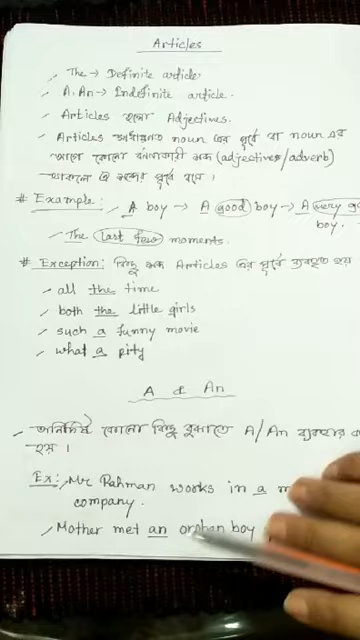 Articles
The → Definite article.
A, An → Indefinite article.
Articles হলো Adjectives.
Articles সাধারণত noun এর পূর্বে বা noun এর
আগে কোনো বর্ণনাকারী শব্দ (adjectives/adverb)
থাকলে ঐ শব্দের পূর্বে বসে।
# Example: A boy → A good boy → A very
boy.
The last few moments.
# Exception: কিছু শব্দ Articles এর পূর্বে ব্যবহৃত হয়
all the time
both the little girls
such a funny movie
what a pity
A & An
অনির্দিষ্ট কোনো কিছু বুঝাতে A/An ব্যবহার
হয়।
Ex: Mr Rahman works in a
company.
Mother met an orphan boy